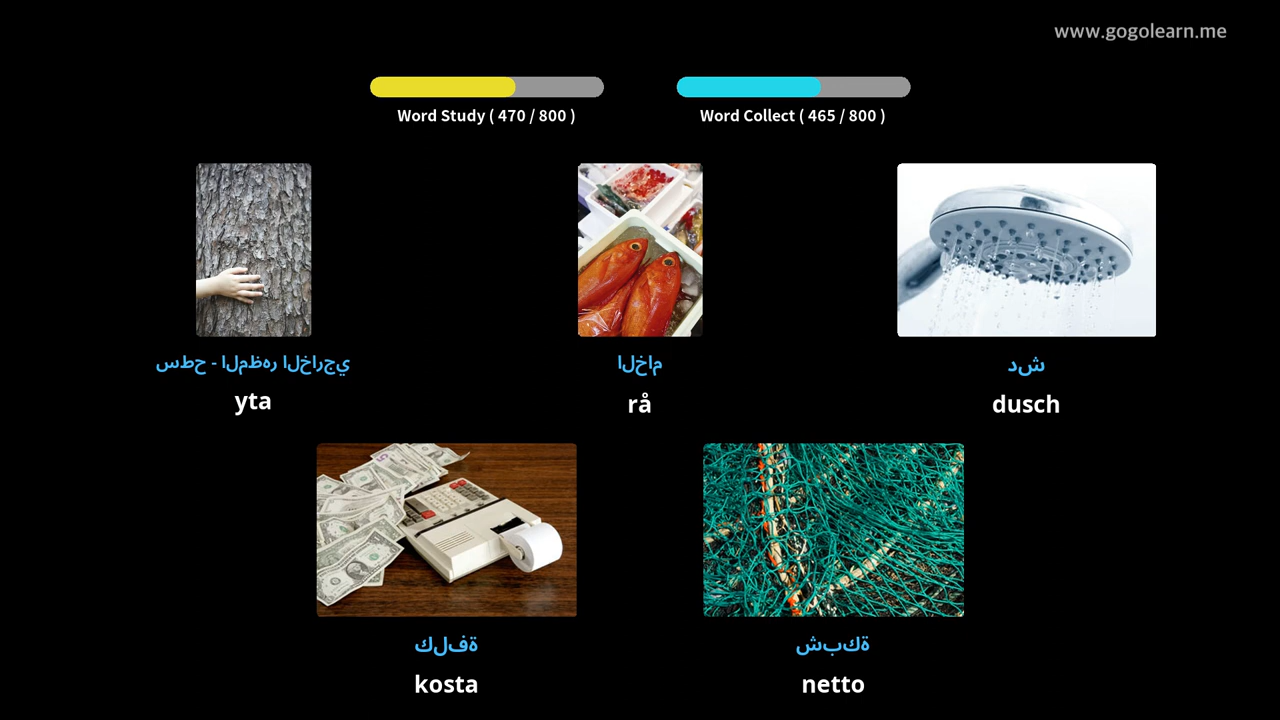 www.gogolearn.me
Word Study ( 470 / 800 )
Word Collect ( 465 / 800 )
سطح - المظهر الخارجي
yta
الخام
rå
دش
dusch
كلفة
kosta
شبكة
netto